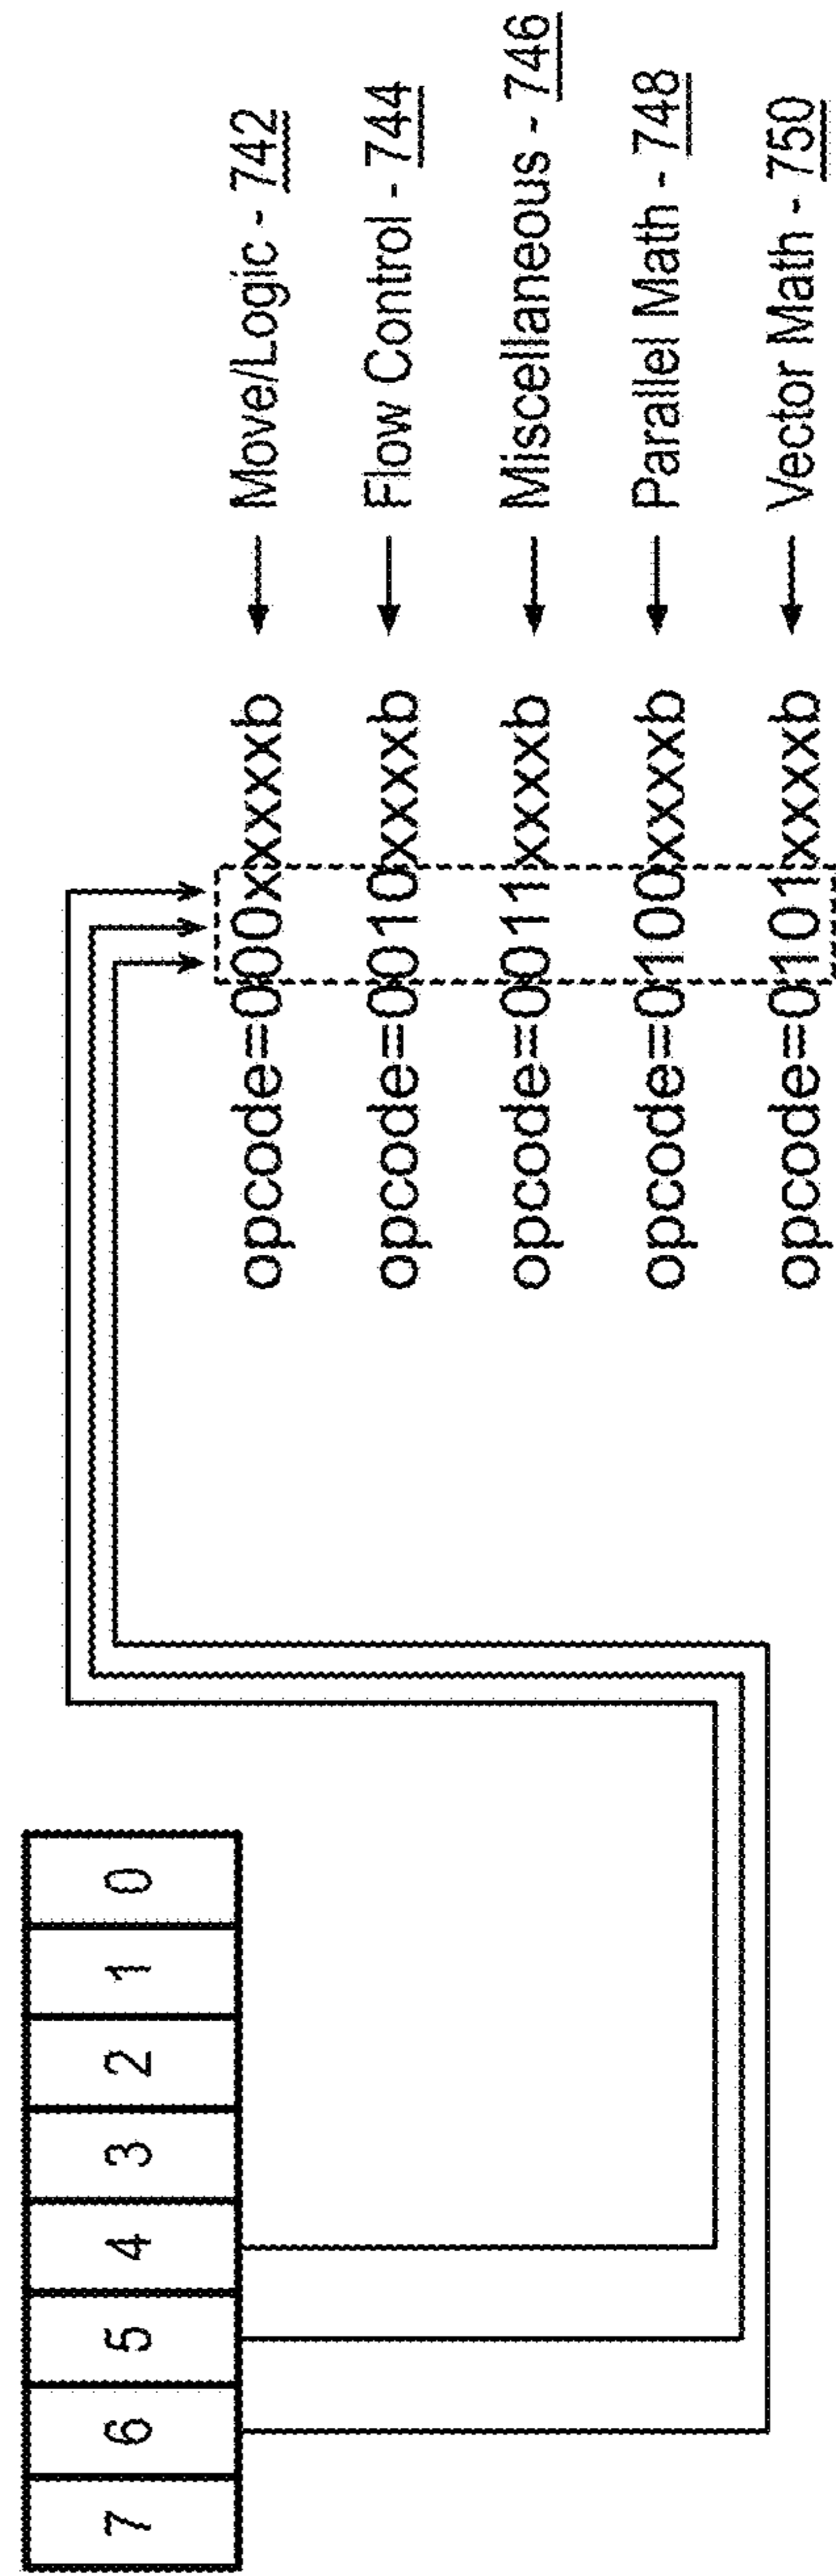 7 6 5 4 3 2 1 0
opcode=000xxxxxb ← Move/Logic - 742
opcode=0010xxxxb ← Flow Control - 744
opcode=0011xxxxb ← Miscellaneous - 746
opcode=0100xxxxb ← Parallel Math - 748
opcode=0101xxxxb ← Vector Math - 750